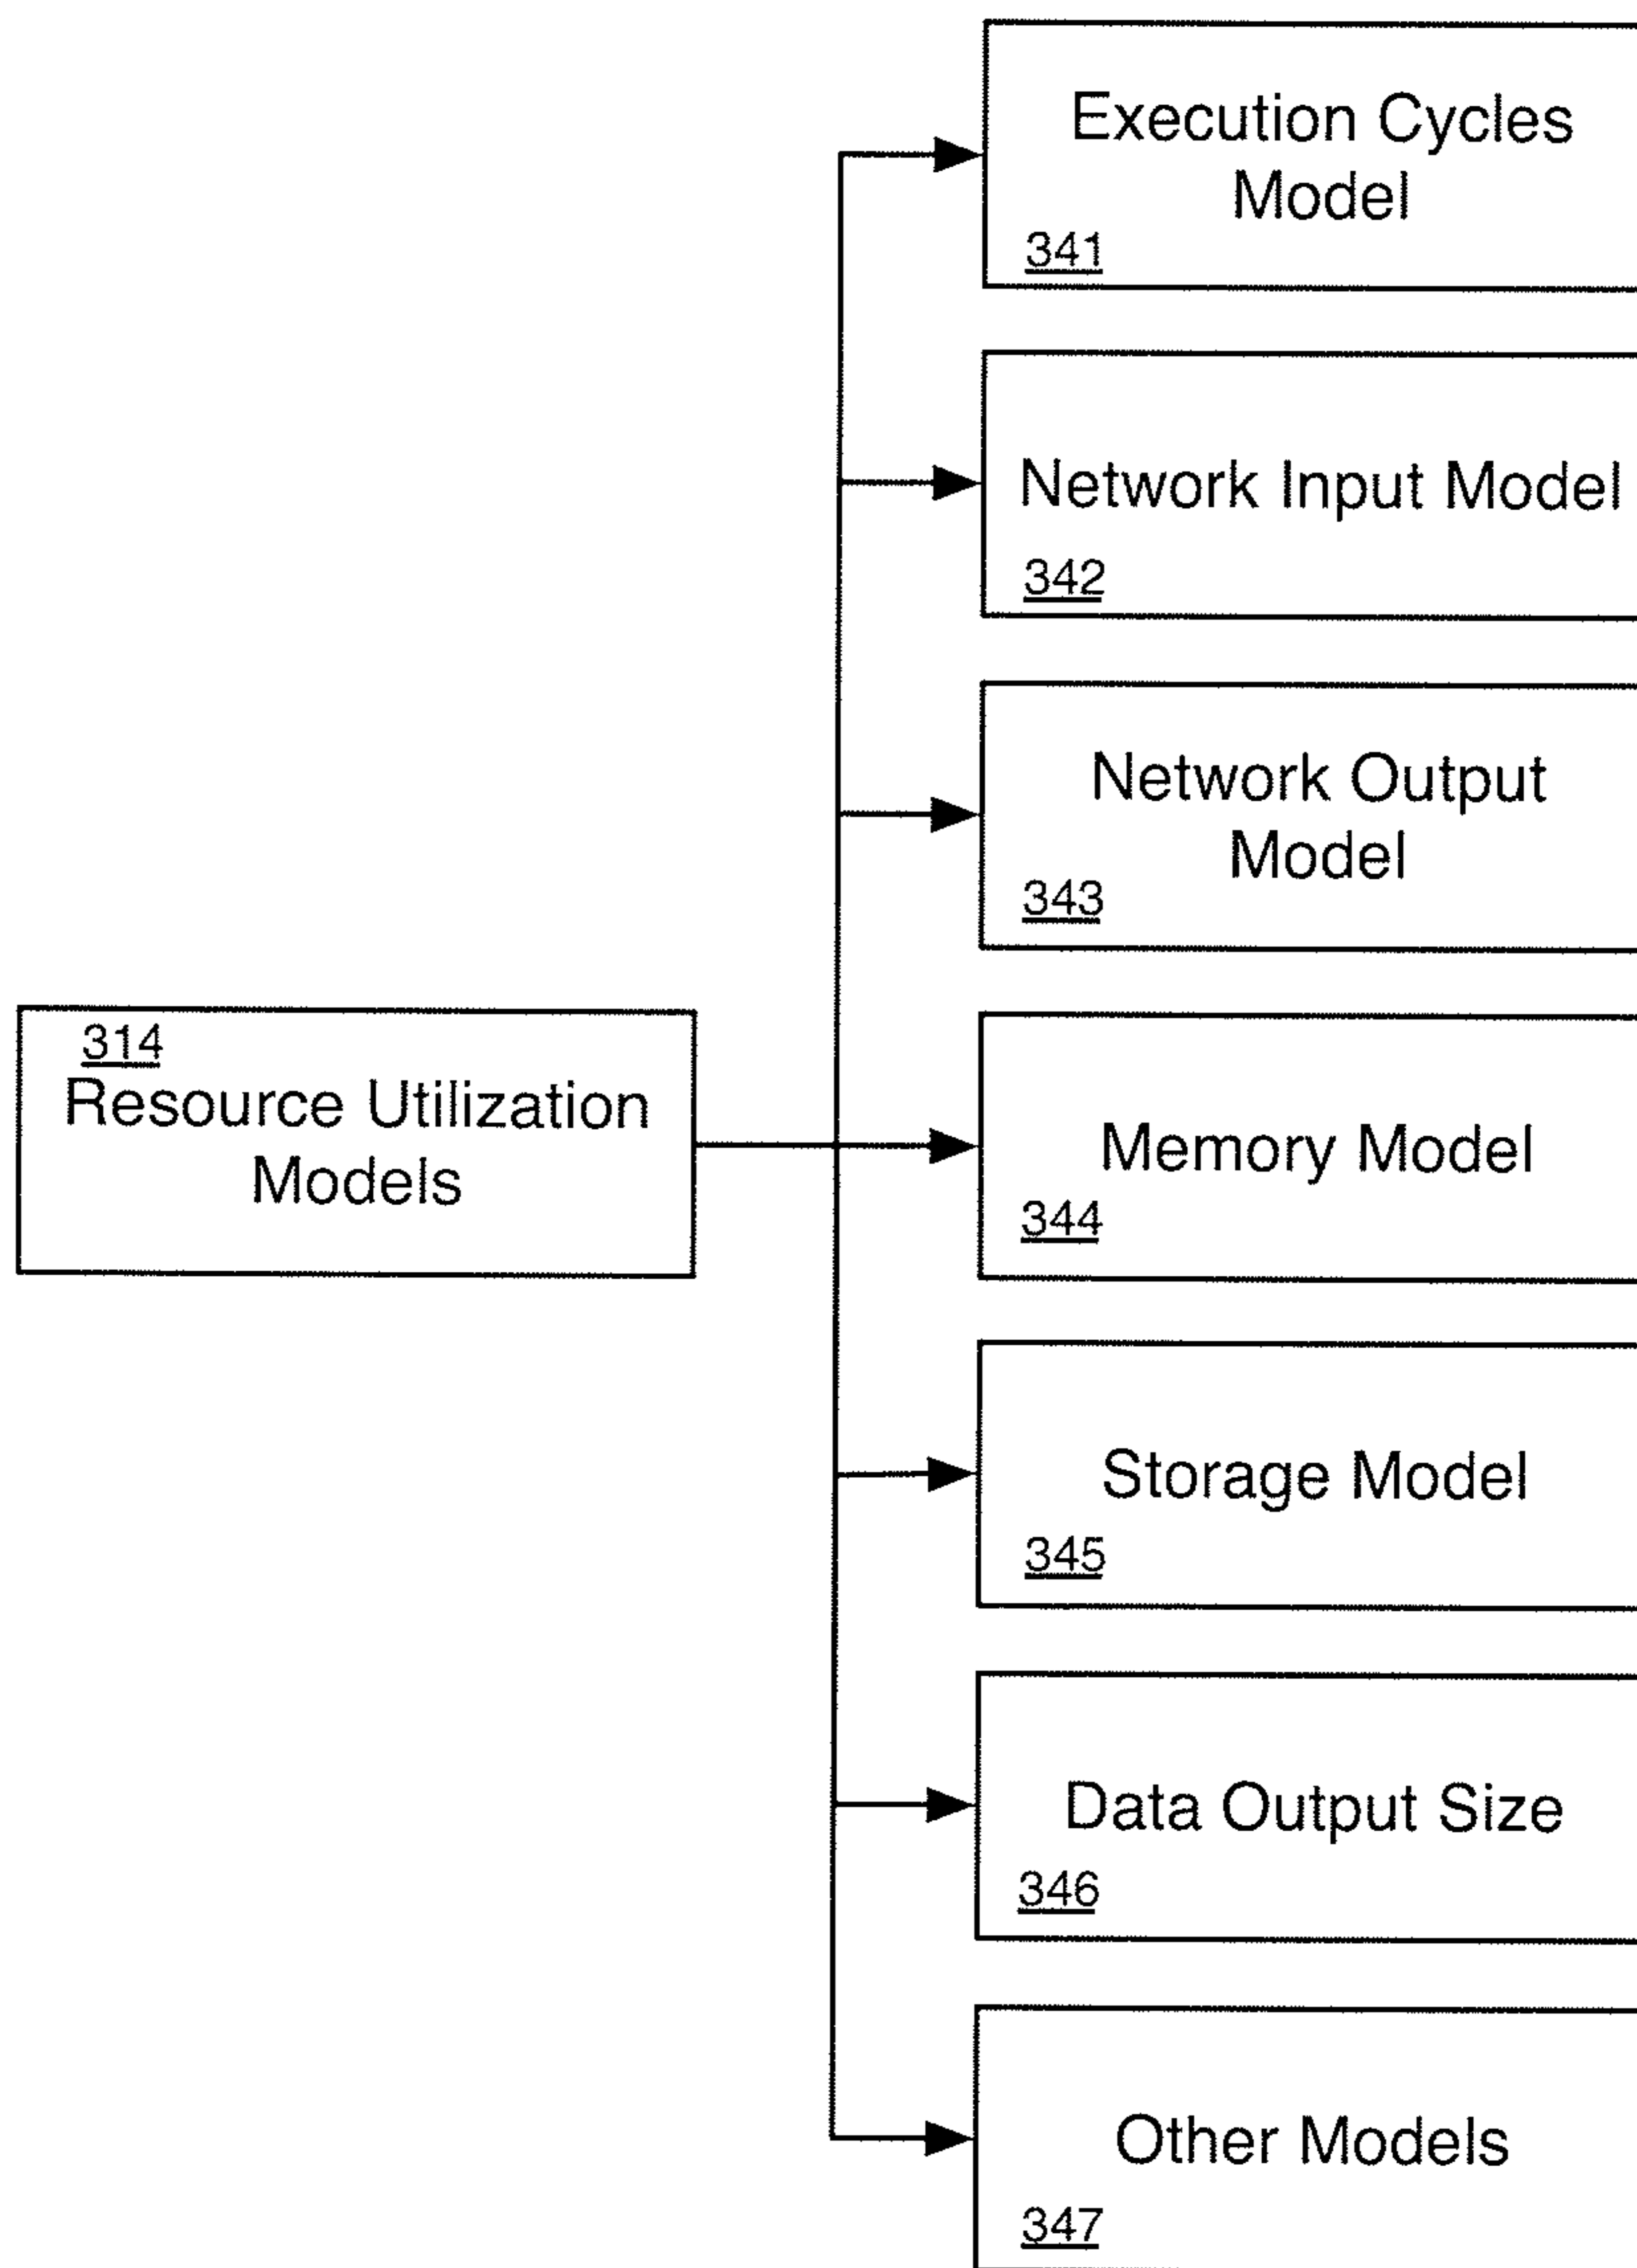 Execution Cycles
Model
341
Network Input Model
342
Network Output
Model
343
314
Resource Utilization
Models
Memory Model
344
Storage Model
345
Data Output Size
346
Other Models
347